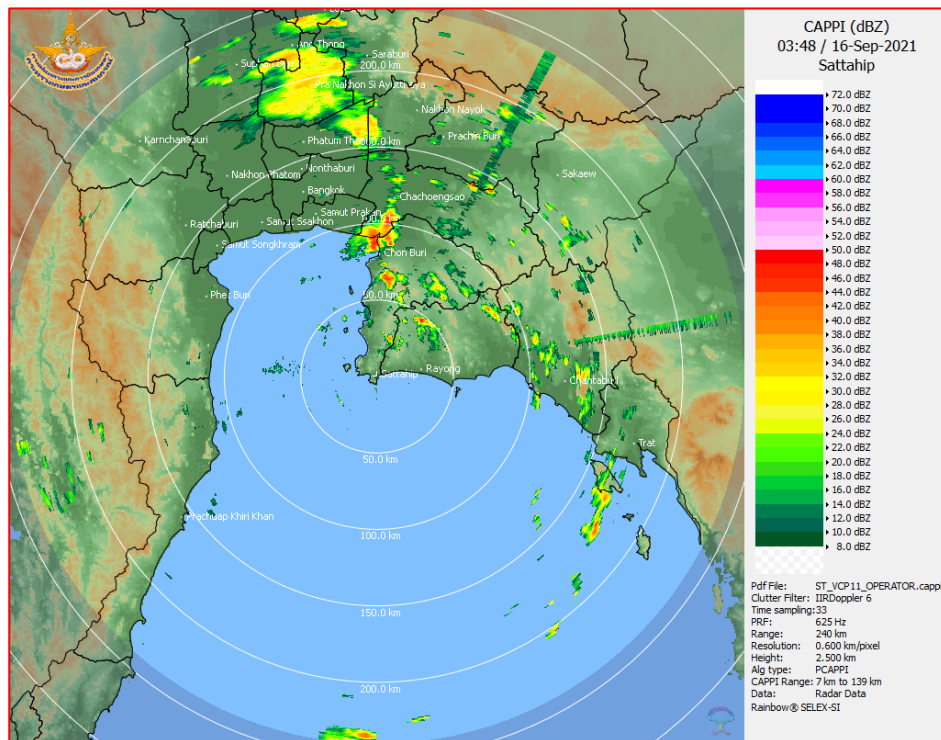 CAPPI (dBZ)
03:48 / 16-Sep-2021
Sattahip
72.0 dBZ
70.0 dBZ
68.0 dBZ
66.0 dBZ
64.0 dBZ
62.0 dBZ
60.0 dBZ
58.0 dBZ
56.0 dBZ
54.0 dBZ
52.0 dBZ
50.0 dBZ
48.0 dBZ
46.0 dBZ
44.0 dBZ
42.0 dBZ
40.0 dBZ
38.0 dBZ
36.0 dBZ
34.0 dBZ
32.0 dBZ
30.0 dBZ
28.0 dBZ
26.0 dBZ
24.0 dBZ
22.0 dBZ
20.0 dBZ
18.0 dBZ
16.0 dBZ
14.0 dBZ
12.0 dBZ
10.0 dBZ
8.0 dBZ
Pdf File: ST_VCP11_OPERATOR.cappi
Clutter Filter: IIRDoppler 6
Time sampling:33
PRF: 625 Hz
Range: 240 km
Resolution: 0.600 km/pixel
Height: 2.500 km
Alg type: PCAPPI
CAPPI Range: 7 km to 139 km
Data: Radar Data
Rainbow® SELEX-SI
Ang Thong
Saraburi
200.0 km
Pra Nakhon Si Ayutthaya
Nakhon Nayok
Karnchanaburi
Prachin Buri
Nonthaburi
Nakhon Phatom
Sakaew
Bangkok
Chachoengsao
Samut Prakan
Ratchaburi
Samut Ssakhon
Samut Songkhram
Chon Buri
Phet Buri
50.0 km
Rayong
Sattahip
Chantaburi
Trat
50.0 km
Prachuap Khiri Khan
100.0 km
150.0 km
200.0 km